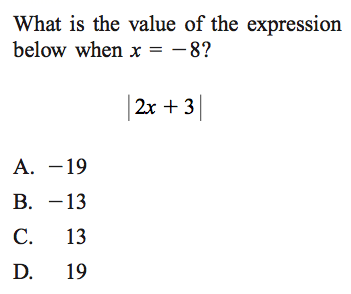 What is the value of the expression
below when x = −8?
|2x + 3|
A. −19
B. −13
C. 13
D. 19